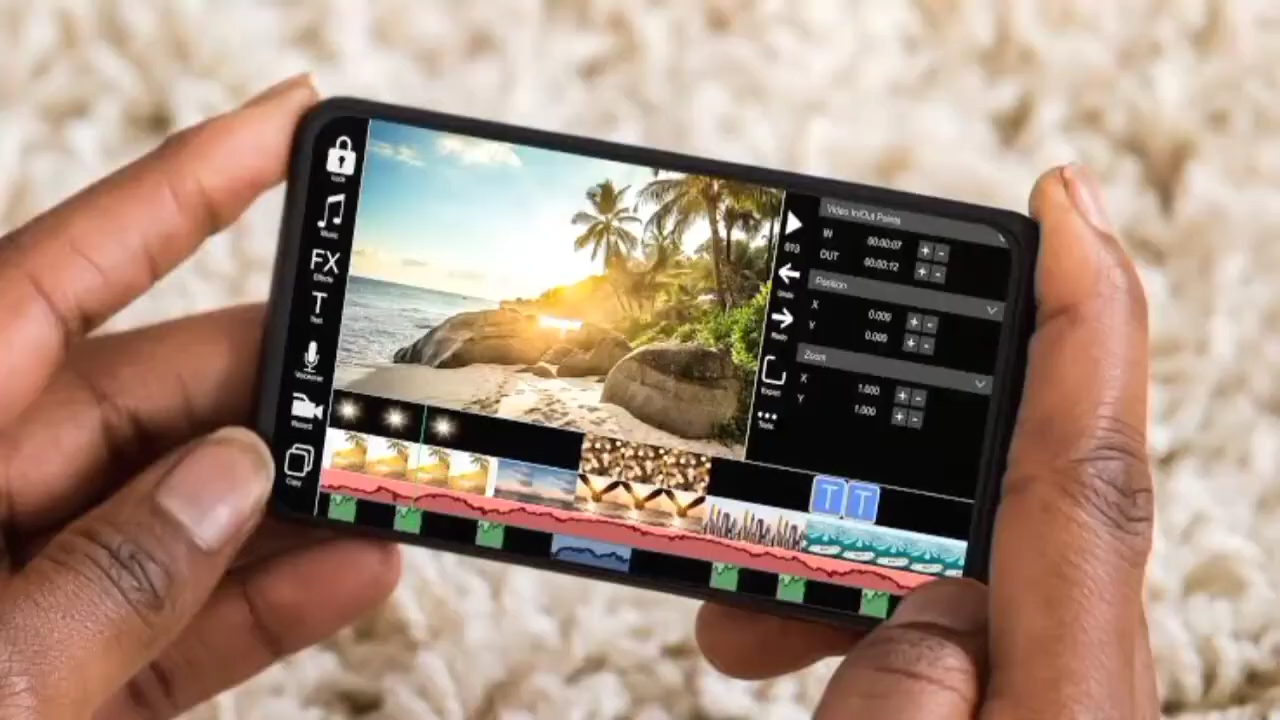 Lock
Music
FX
Effects
T
Text
Voiceover
Record
Copy
013
Undo
Redo
Export
Tools
Video In/Out Points
IN 00:00:07 + -
OUT 00:00:12 + -
Position
X 0.000 + -
Y 0.000 + -
Zoom
X 1.000 + -
Y 1.000 + -
T T